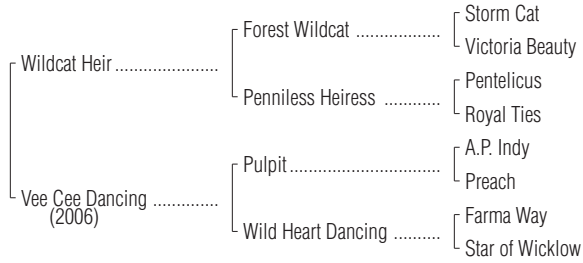 Storm Cat
Forest Wildcat ..................
Victoria Beauty
Wildcat Heir ......................
Pentelicus
Penniless Heiress ............
Royal Ties
A.P. Indy
Pulpit ................................
Preach
Vee Cee Dancing ..............
(2006)
Farma Way
Wild Heart Dancing ..........
Star of Wicklow